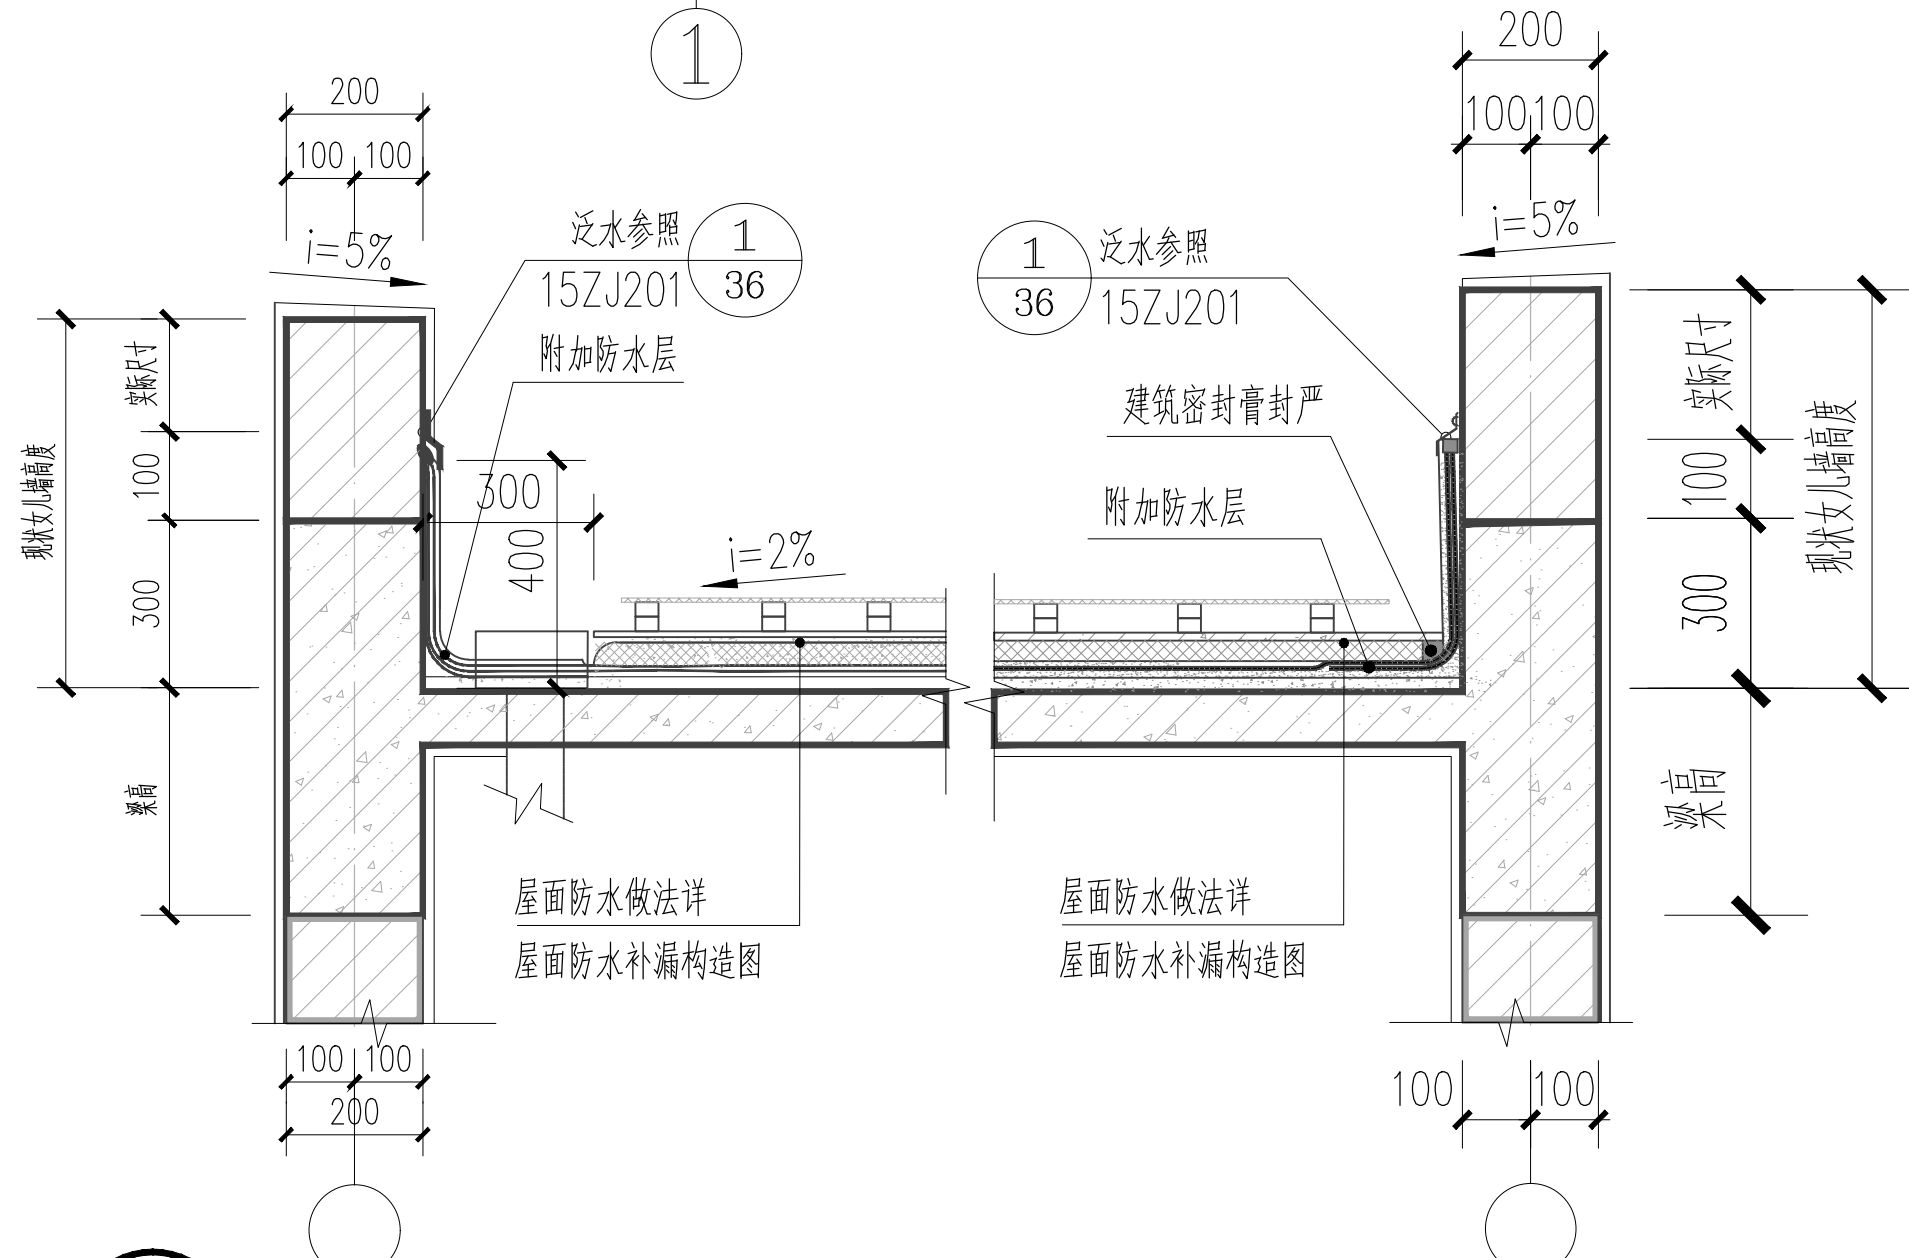 1
200
100 100
i=5%
泛水参照
15ZJ201
1
36
附加防水层
实际尺寸
100
300
现状女儿墙高度
梁高
300
400
i=2%
屋面防水做法详
屋面防水补漏构造图
100 100
200
200
100 100
i=5%
1
36
泛水参照
15ZJ201
建筑密封膏封严
附加防水层
实际尺寸
100
300
现状女儿墙高度
梁高
屋面防水做法详
屋面防水补漏构造图
100 100